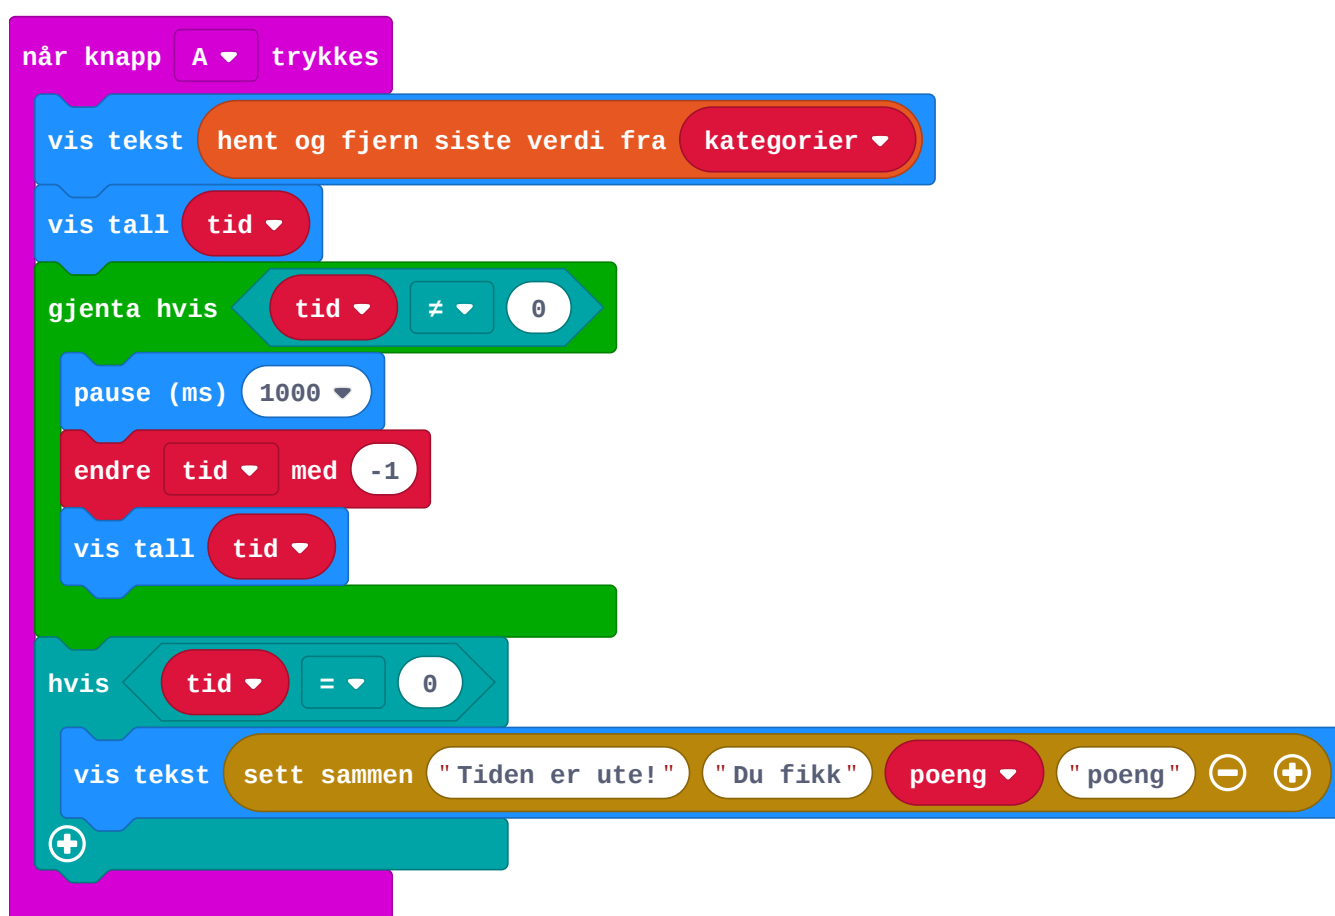 når knapp A trykkes
vis tekst hent og fjern siste verdi fra kategorier
vis tall tid
gjenta hvis tid ≠ 0
pause (ms) 1000
endre tid med -1
vis tall tid
hvis tid = 0
vis tekst sett sammen "Tiden er ute!" "Du fikk" poeng "poeng"